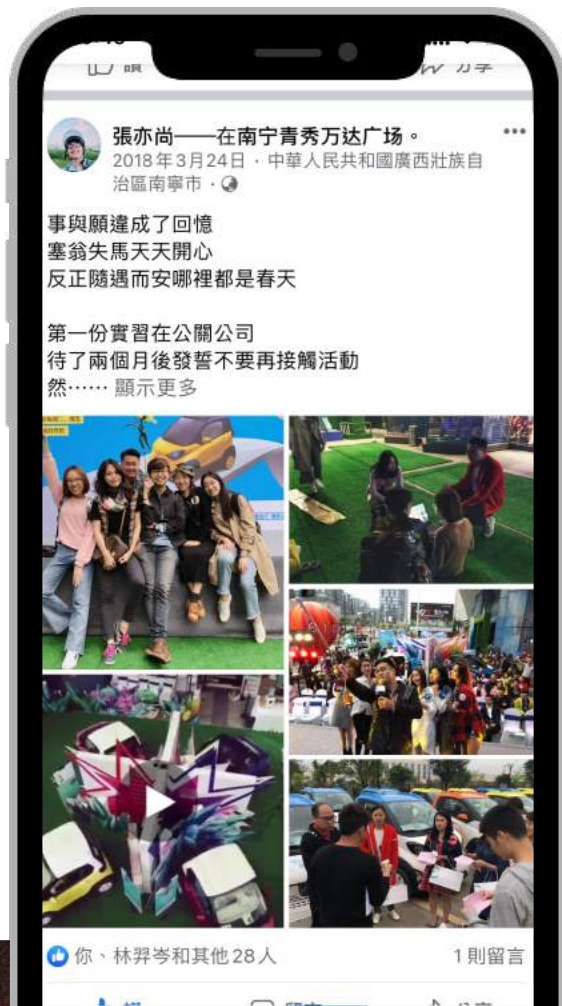 讚
分享
張亦尚——在南宁青秀万达广场。
2018年3月24日 · 中華人民共和國廣西壯族自
治區南寧市 ·
事與願違成了回憶
塞翁失馬天天開心
反正隨遇而安哪裡都是春天
第一份實習在公關公司
待了兩個月後發誓不要再接觸活動
然…… 顯示更多
你、林羿岑和其他28人
1則留言